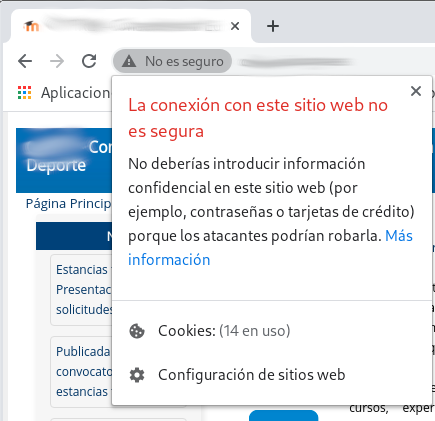 No es seguro
Aplicacion
La conexión con este sitio web no
es segura
No deberías introducir información
confidencial en este sitio web (por
ejemplo, contraseñas o tarjetas de crédito)
porque los atacantes podrían robarla. Más
información
Cookies: (14 en uso)
Configuración de sitios web
Co
Deporte
Página Princip
N
Estancias
Presentac
solicitudes
Publicada
convocato
estancias
cursos, exper